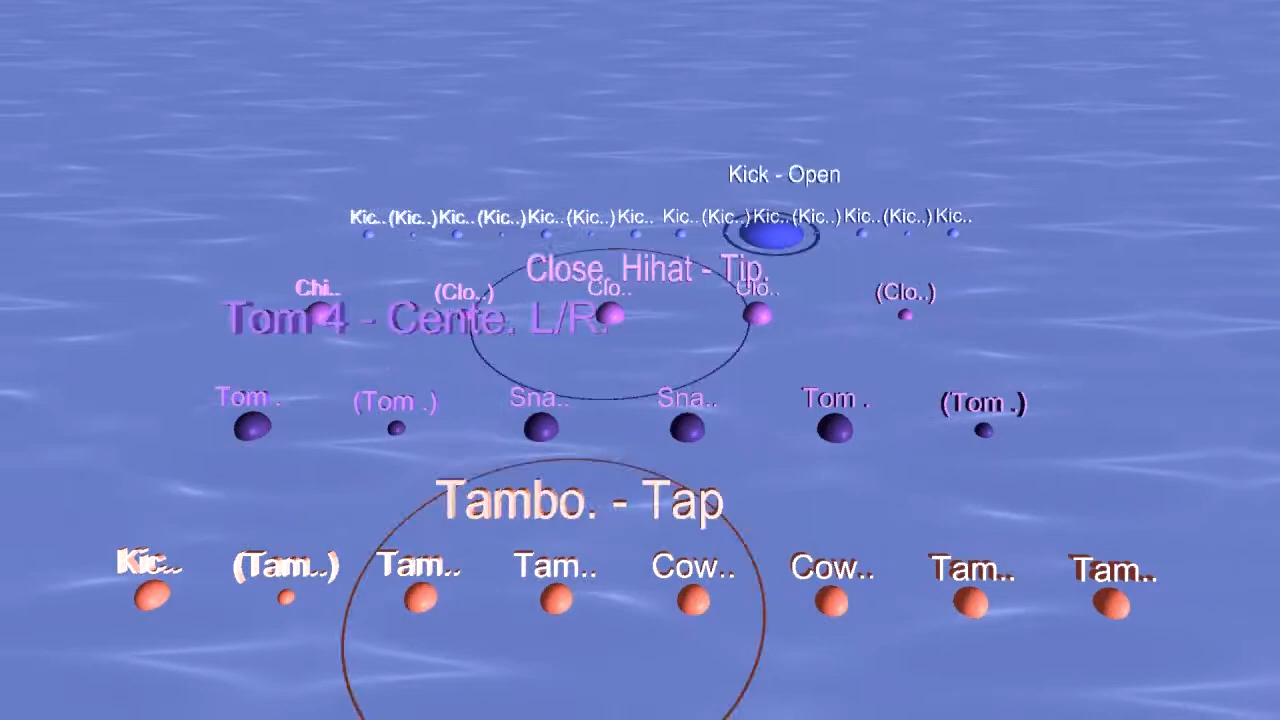 Kick - Open
Kic.. (Kic..) Kic.. (Kic..) Kic.. (Kic..) Kic.. Kic.. (Kic..) Kic.. (Kic..) Kic.. (Kic..) Kic..
Close. Hihat - Tip.
Chi.. (Clo..) Clo.. Clo.. (Clo..)
Tom 4 - Cente. L/R.
Tom . (Tom .) Sna.. Sna.. Tom . (Tom .)
Tambo. - Tap
Kic.. (Tam..) Tam.. Tam.. Cow.. Cow.. Tam.. Tam..